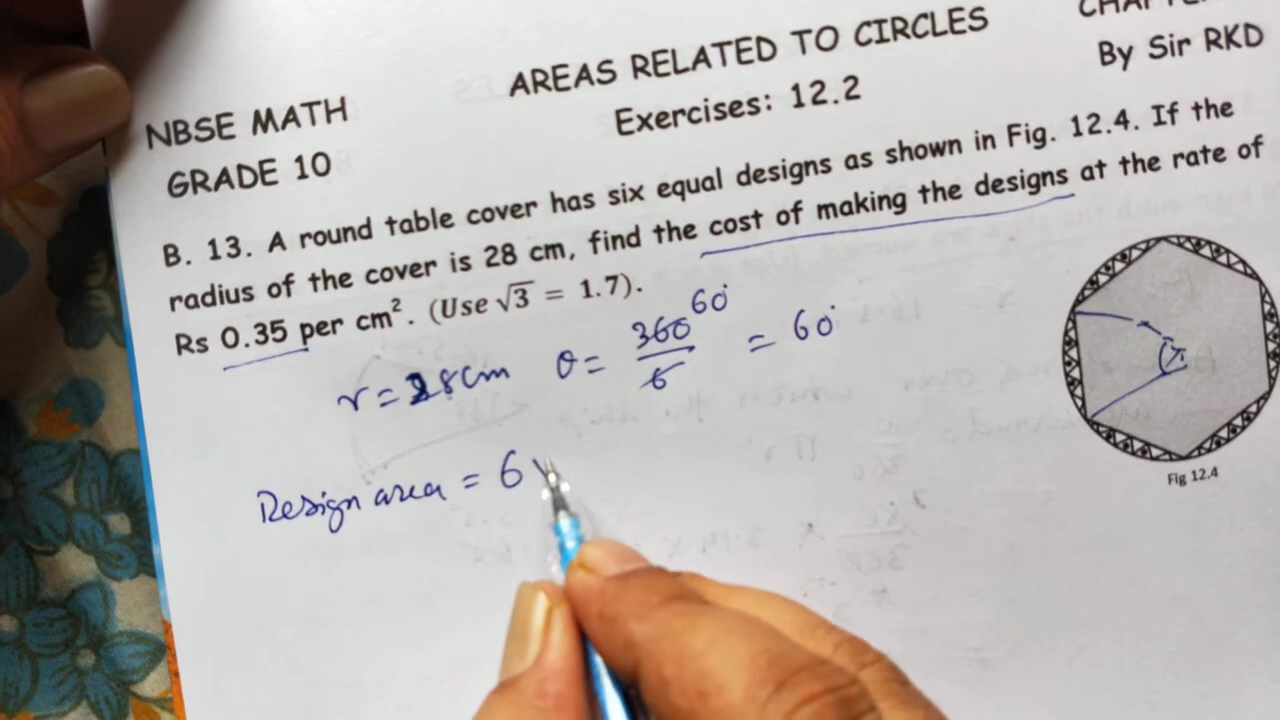 NBSE MATH
GRADE 10
AREAS RELATED TO CIRCLES
Exercises: 12.2
By Sir RKD
B. 13. A round table cover has six equal designs as shown in Fig. 12.4. If the
radius of the cover is 28 cm, find the cost of making the designs at the rate of
Rs 0.35 per cm². (Use √3 = 1.7).
r = 28cm θ = 360/6 60° = 60°
Design area = 6
Fig 12.4